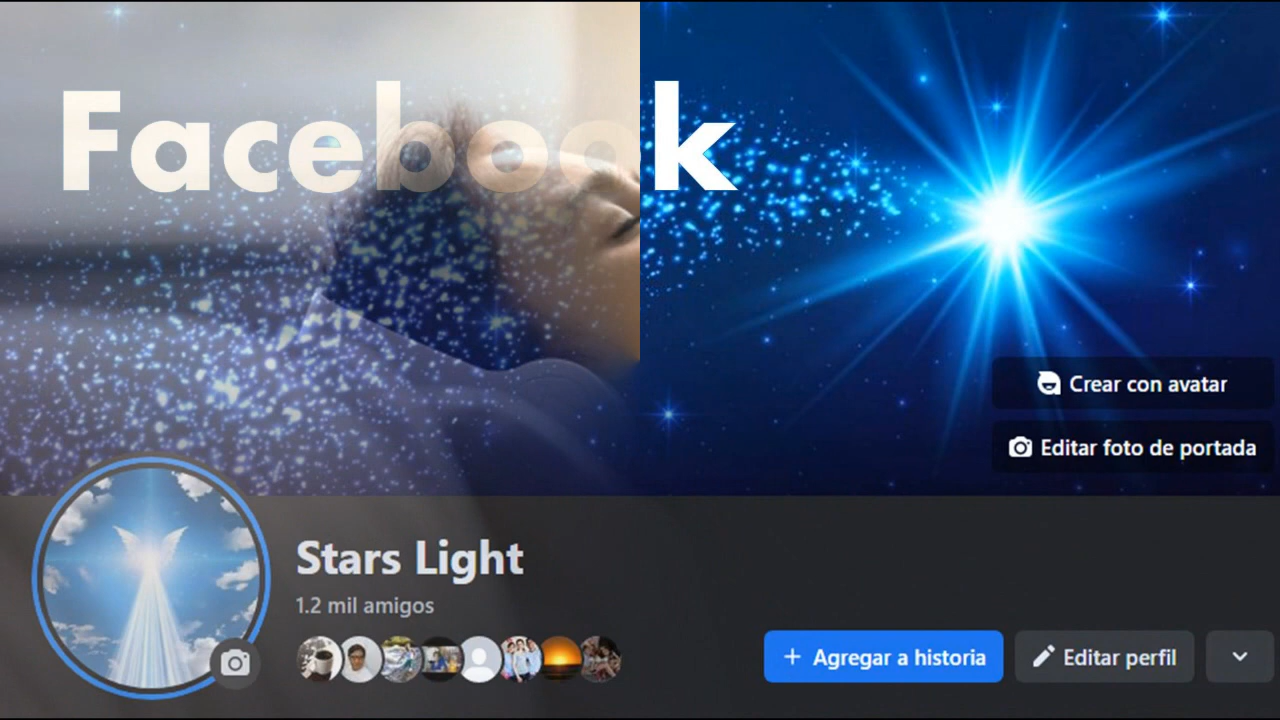 Facebook
Crear con avatar
Editar foto de portada
Stars Light
1.2 mil amigos
+ Agregar a historia
Editar perfil